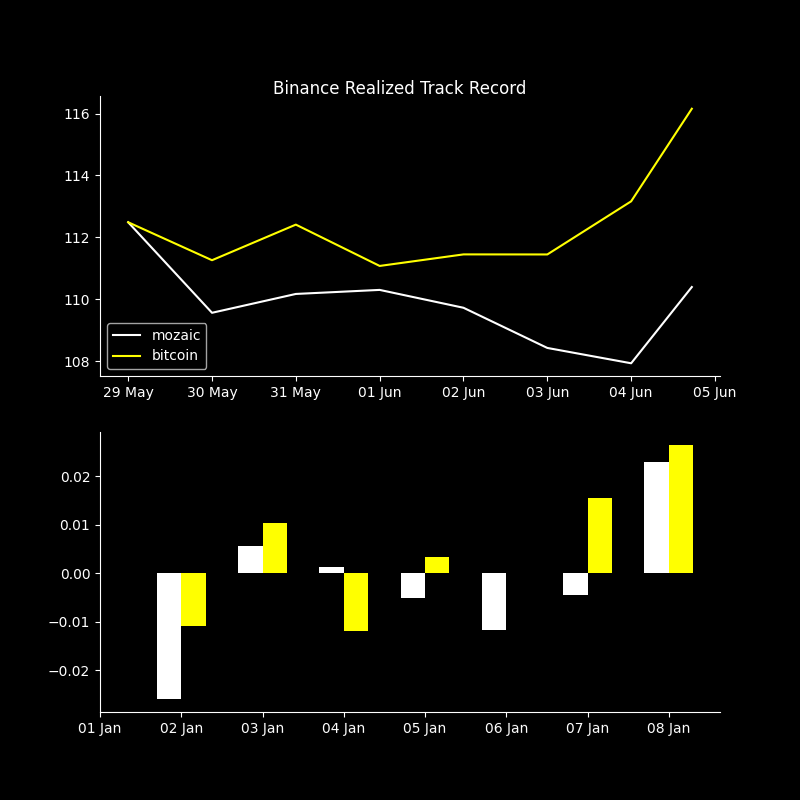 Binance Realized Track Record
116
114
112
110
108
mozaic
bitcoin
29 May 30 May 31 May 01 Jun 02 Jun 03 Jun 04 Jun 05 Jun
0.02
0.01
0.00
−0.01
−0.02
01 Jan 02 Jan 03 Jan 04 Jan 05 Jan 06 Jan 07 Jan 08 Jan